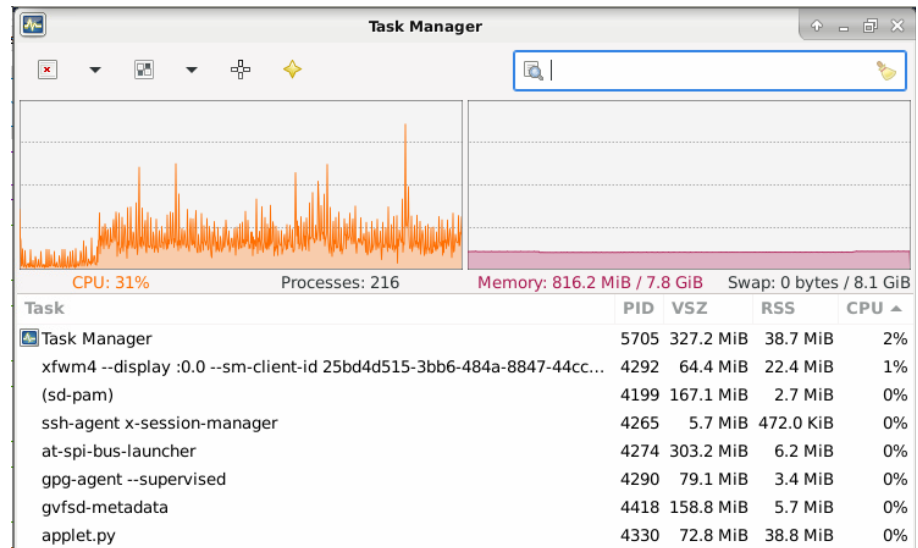 Task Manager
CPU: 31% Processes: 216 Memory: 816.2 MiB / 7.8 GiB Swap: 0 bytes / 8.1 GiB
Task PID VSZ RSS CPU
Task Manager 5705 327.2 MiB 38.7 MiB 2%
xfwm4 --display :0.0 --sm-client-id 25bd4d515-3bb6-484a-8847-44cc... 4292 64.4 MiB 22.4 MiB 1%
(sd-pam) 4199 167.1 MiB 2.7 MiB 0%
ssh-agent x-session-manager 4265 5.7 MiB 472.0 KiB 0%
at-spi-bus-launcher 4274 303.2 MiB 6.2 MiB 0%
gpg-agent --supervised 4290 79.1 MiB 3.4 MiB 0%
gvfsd-metadata 4418 158.8 MiB 5.7 MiB 0%
applet.py 4330 72.8 MiB 38.8 MiB 0%